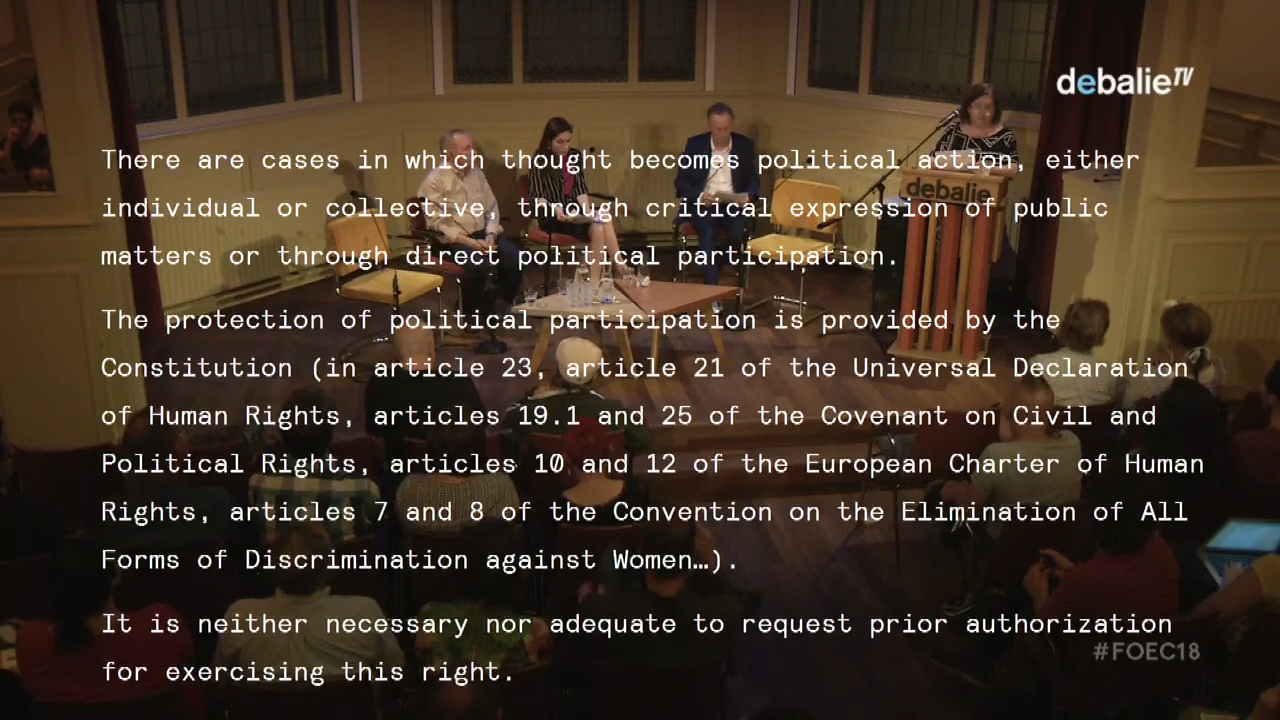 debalieTV
There are cases in which thought becomes political action, either
individual or collective, through critical expression of public
matters or through direct political participation.
The protection of political participation is provided by the
Constitution (in article 23, article 21 of the Universal Declaration
of Human Rights, articles 19.1 and 25 of the Covenant on Civil and
Political Rights, articles 10 and 12 of the European Charter of Human
Rights, articles 7 and 8 of the Convention on the Elimination of All
Forms of Discrimination against Women…).
It is neither necessary nor adequate to request prior authorization
for exercising this right.
debalie
#FOEC18